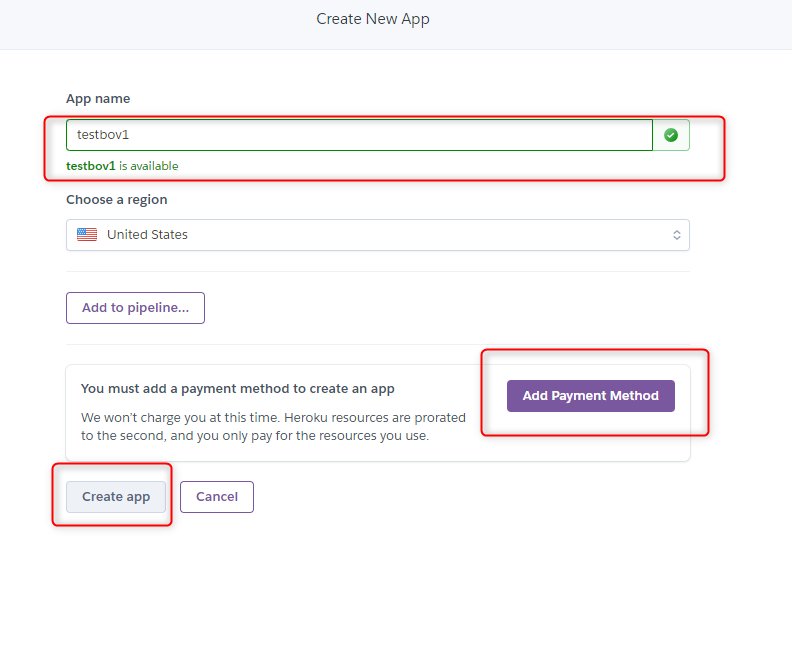 Create New App
App name
testbov1
testbov1 is available
Choose a region
United States
Add to pipeline...
You must add a payment method to create an app
We won't charge you at this time. Heroku resources are prorated
to the second, and you only pay for the resources you use.
Add Payment Method
Create app
Cancel